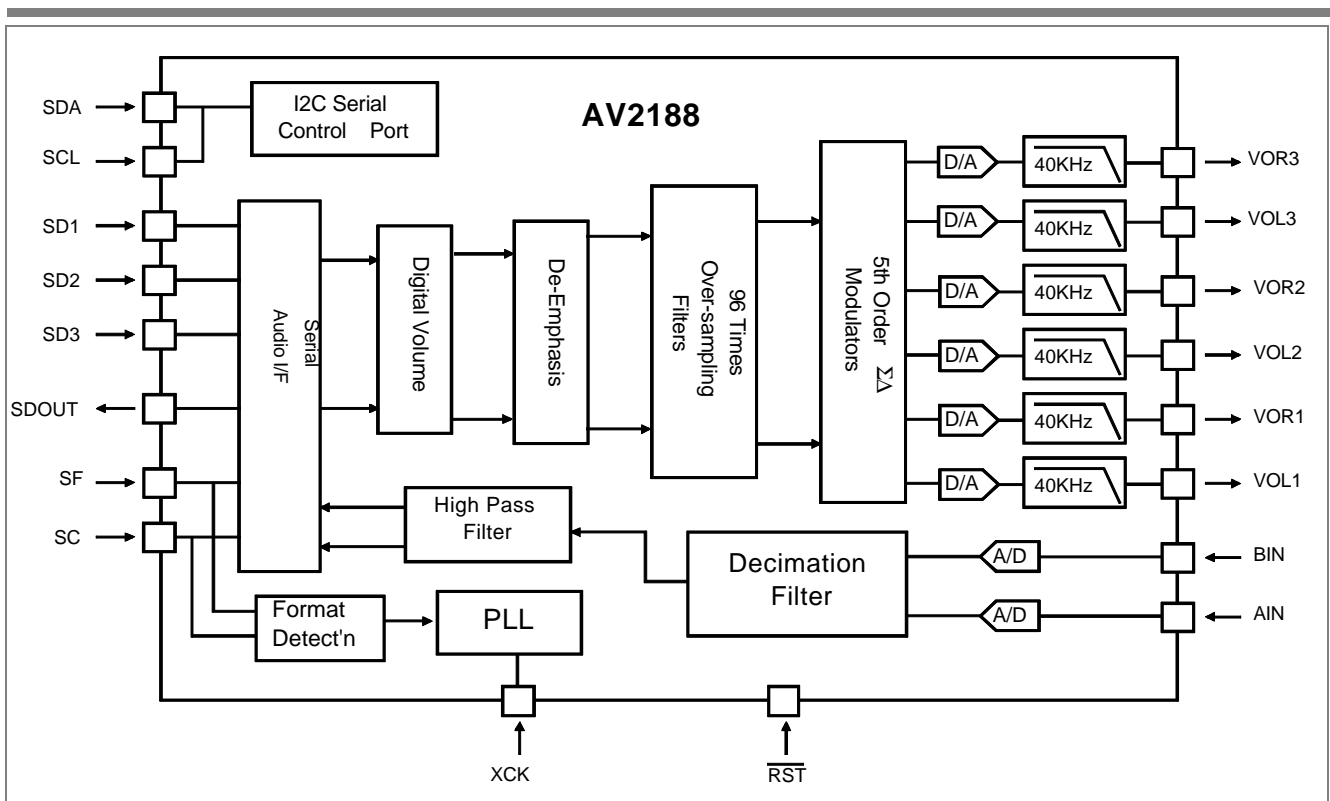 AV2188
SDA
SCL
I2C Serial
Control Port
SD1
SD2
SD3
SDOUT
SF
SC
Serial
Audio I/F
Digital Volume
De-Emphasis
96 Times
Over-sampling
Filters
5th Order ΣΔ
Modulators
D/A
40KHz
VOR3
D/A
40KHz
VOL3
D/A
40KHz
VOR2
D/A
40KHz
VOL2
D/A
40KHz
VOR1
D/A
40KHz
VOL1
High Pass
Filter
Decimation
Filter
A/D
BIN
A/D
AIN
Format
Detect'n
PLL
XCK
RST